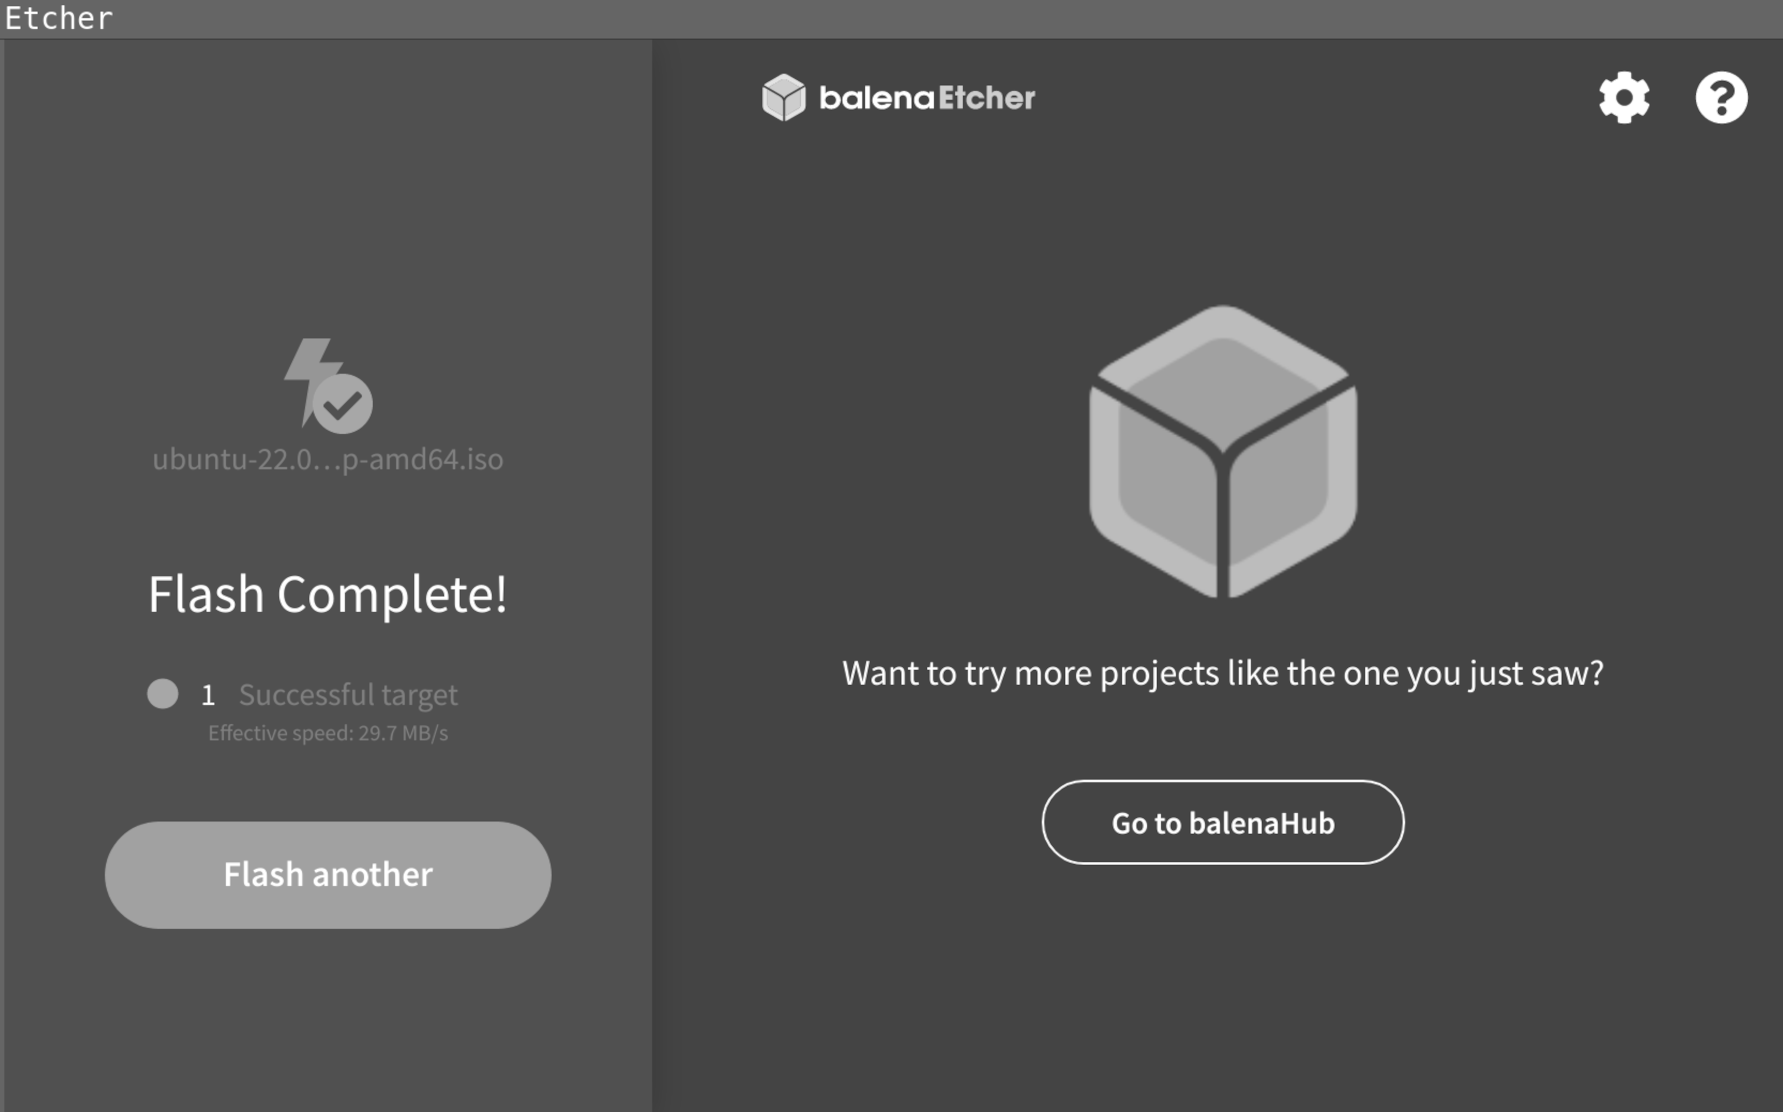 Etcher
balenaEtcher
ubuntu-22.0...p-amd64.iso
Flash Complete!
1 Successful target
Effective speed: 29.7 MB/s
Flash another
Want to try more projects like the one you just saw?
Go to balenaHub